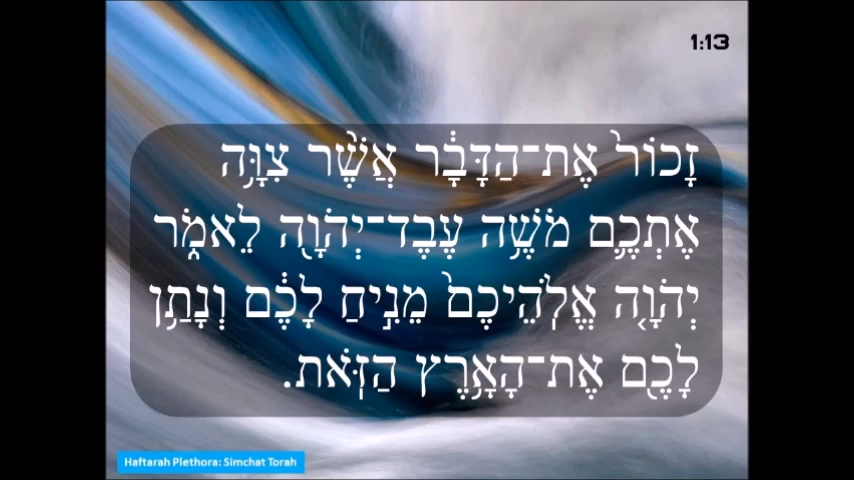 1:13
זָכוֹר֙ אֶת־הַדָּבָ֔ר אֲשֶׁ֨ר צִוָּ֥ה
אֶתְכֶ֛ם מֹשֶׁ֥ה עֶֽבֶד־יְהֹוָ֖ה לֵאמֹ֑ר
יְהֹוָ֤ה אֱלֹֽהֵיכֶם֙ מֵנִ֣יחַ לָכֶ֔ם וְנָתַ֥ן
לָכֶ֖ם אֶת־הָאָ֥רֶץ הַזֹּֽאת.
Haftarah Plethora: Simchat Torah